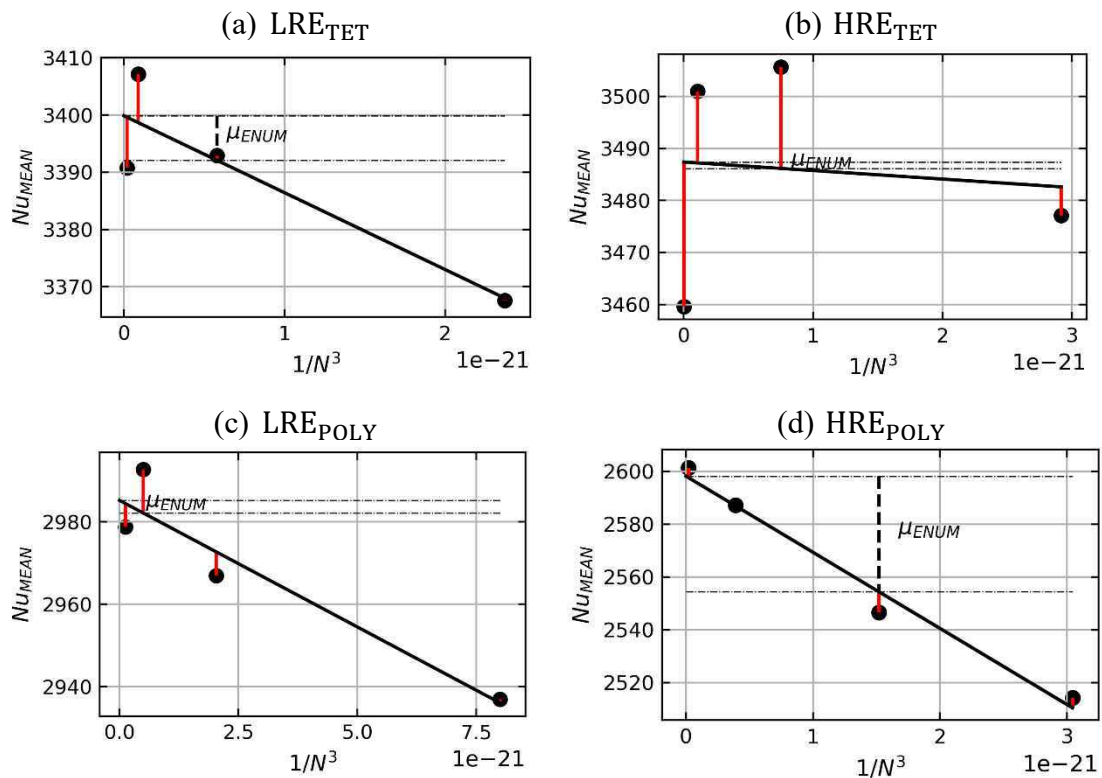 (a) LRE_TET
3410
3400
3390
3380
3370
Nu_MEAN
μ_ENUM
0 1 2
1/N^3
1e−21
(b) HRE_TET
3500
3490
3480
3470
3460
Nu_MEAN
μ_ENUM
0 1 2 3
1/N^3
1e−21
(c) LRE_POLY
2980
2960
2940
Nu_MEAN
μ_ENUM
0.0 2.5 5.0 7.5
1/N^3
1e−21
(d) HRE_POLY
2600
2580
2560
2540
2520
Nu_MEAN
μ_ENUM
0 1 2 3
1/N^3
1e−21